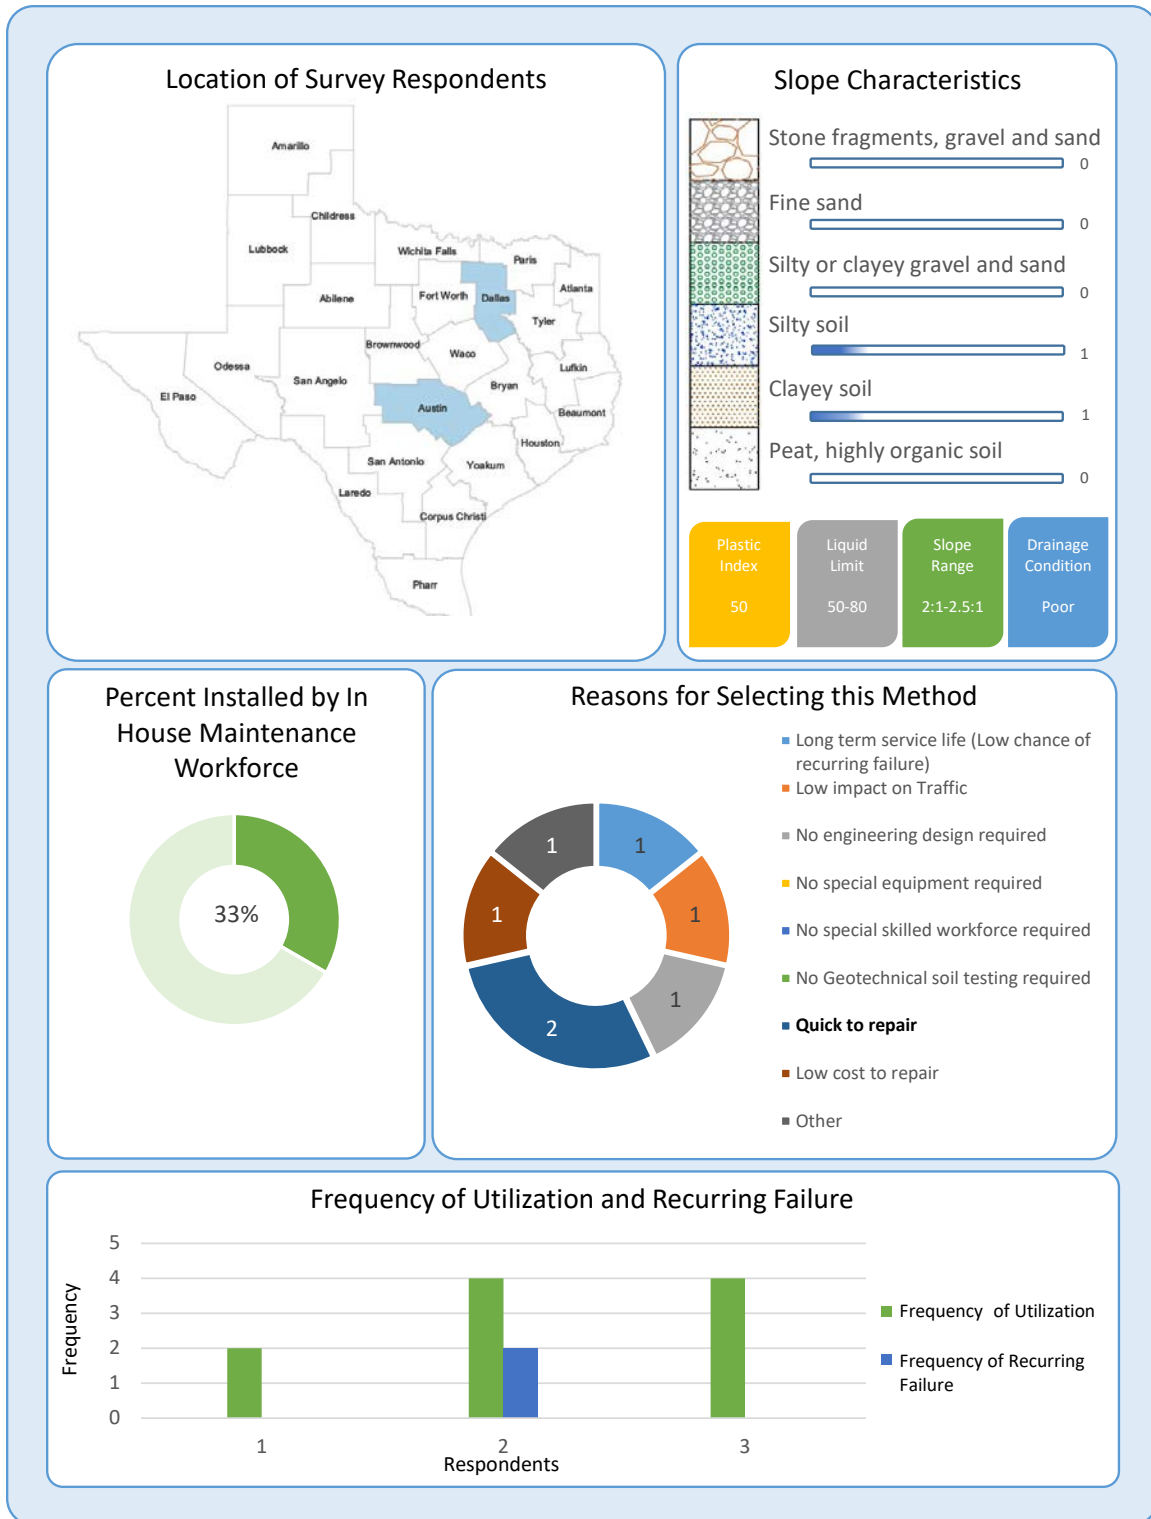 Location of Survey Respondents
Amarillo
Childress
Lubbock
Wichita Falls
Paris
Abilene
Fort Worth
Dallas
Atlanta
Tyler
Brownwood
Waco
Odessa
Lufkin
San Angelo
Bryan
El Paso
Austin
Beaumont
Houston
San Antonio
Yoakum
Laredo
Corpus Christi
Pharr
Slope Characteristics
Stone fragments, gravel and sand
0
Fine sand
0
Silty or clayey gravel and sand
0
Silty soil
1
Clayey soil
1
Peat, highly organic soil
0
Plastic
Index
50
Liquid
Limit
50-80
Slope
Range
2:1-2.5:1
Drainage
Condition
Poor
Percent Installed by In
House Maintenance
Workforce
33%
Reasons for Selecting this Method
1
1
1
2
1
1
Long term service life (Low chance of
recurring failure)
Low impact on Traffic
No engineering design required
No special equipment required
No special skilled workforce required
No Geotechnical soil testing required
Quick to repair
Low cost to repair
Other
Frequency of Utilization and Recurring Failure
Frequency
5
4
3
2
1
0
1
2
3
Respondents
Frequency of Utilization
Frequency of Recurring
Failure